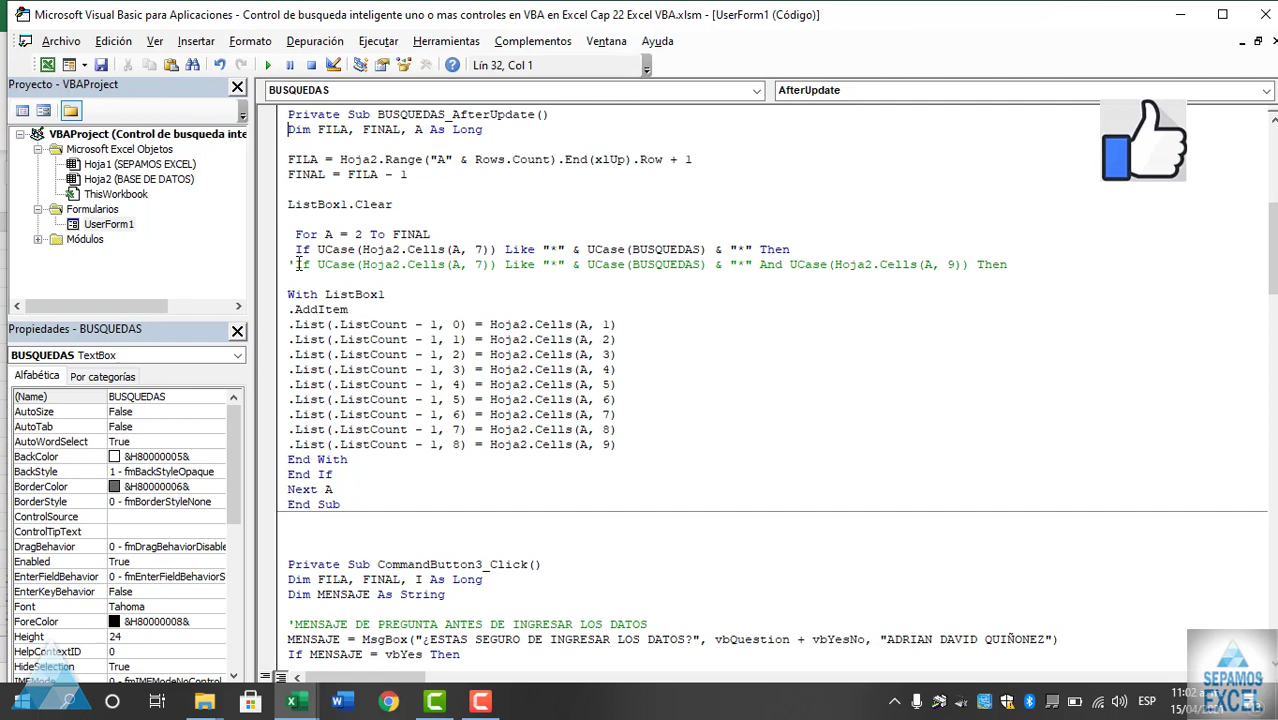 Microsoft Visual Basic para Aplicaciones - Control de busqueda inteligente uno o mas controles en VBA en Excel Cap 22 Excel VBA.xlsm - [UserForm1 (Código)]
Archivo Edición Ver Insertar Formato Depuración Ejecutar Herramientas Complementos Ventana Ayuda
Lín 32, Col 1
Proyecto - VBAProject
VBAProject (Control de busqueda inte
Microsoft Excel Objetos
Hoja1 (SEPAMOS EXCEL)
Hoja2 (BASE DE DATOS)
ThisWorkbook
Formularios
UserForm1
Módulos
Propiedades - BUSQUEDAS
BUSQUEDAS TextBox
Alfabética Por categorías
(Name) BUSQUEDAS
AutoSize False
AutoTab False
AutoWordSelect True
BackColor &H80000005&
BackStyle 1 - fmBackStyleOpaque
BorderColor &H80000006&
BorderStyle 0 - fmBorderStyleNone
ControlSource
ControlTipText
DragBehavior 0 - fmDragBehaviorDisable
Enabled True
EnterFieldBehavior 0 - fmEnterFieldBehaviorS
EnterKeyBehavior False
Font Tahoma
ForeColor &H80000008&
Height 24
HelpContextID 0
HideSelection True
BUSQUEDAS AfterUpdate
Private Sub BUSQUEDAS_AfterUpdate()
Dim FILA, FINAL, A As Long
FILA = Hoja2.Range("A" & Rows.Count).End(xlUp).Row + 1
FINAL = FILA - 1
ListBox1.Clear
For A = 2 To FINAL
If UCase(Hoja2.Cells(A, 7)) Like "*" & UCase(BUSQUEDAS) & "*" Then
'If UCase(Hoja2.Cells(A, 7)) Like "*" & UCase(BUSQUEDAS) & "*" And UCase(Hoja2.Cells(A, 9)) Then
With ListBox1
.AddItem
.List(.ListCount - 1, 0) = Hoja2.Cells(A, 1)
.List(.ListCount - 1, 1) = Hoja2.Cells(A, 2)
.List(.ListCount - 1, 2) = Hoja2.Cells(A, 3)
.List(.ListCount - 1, 3) = Hoja2.Cells(A, 4)
.List(.ListCount - 1, 4) = Hoja2.Cells(A, 5)
.List(.ListCount - 1, 5) = Hoja2.Cells(A, 6)
.List(.ListCount - 1, 6) = Hoja2.Cells(A, 7)
.List(.ListCount - 1, 7) = Hoja2.Cells(A, 8)
.List(.ListCount - 1, 8) = Hoja2.Cells(A, 9)
End With
End If
Next A
End Sub
Private Sub CommandButton3_Click()
Dim FILA, FINAL, I As Long
Dim MENSAJE As String
'MENSAJE DE PREGUNTA ANTES DE INGRESAR LOS DATOS
MENSAJE = MsgBox("¿ESTAS SEGURO DE INGRESAR LOS DATOS?", vbQuestion + vbYesNo, "ADRIAN DAVID QUIÑONEZ")
If MENSAJE = vbYes Then
SEPAMOS
EXCEL
ESP
11:02 a.
15/04/20